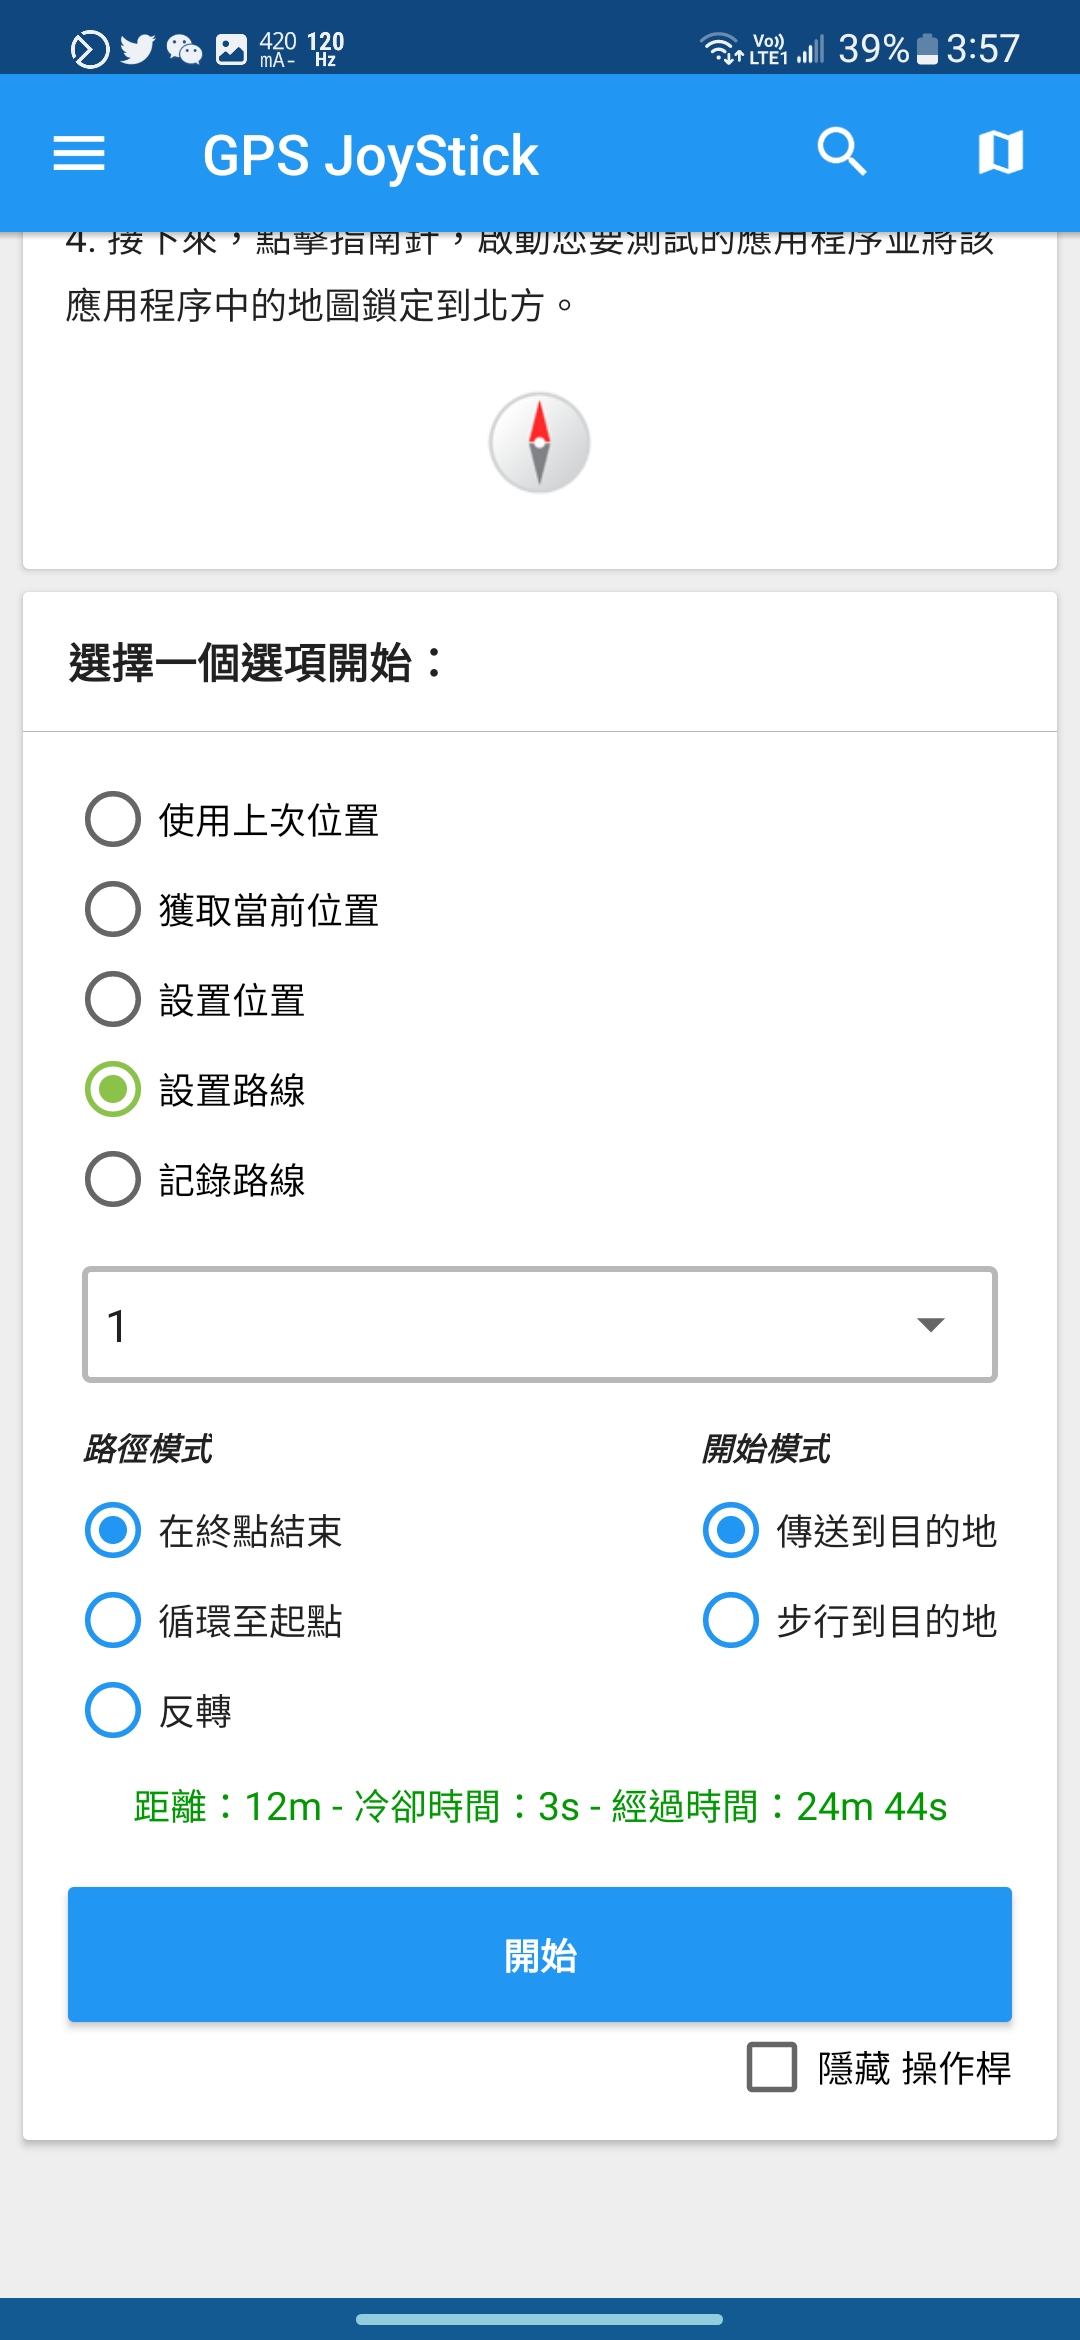 420 mA- 120 Hz Vo)) LTE1 39% 3:57
GPS JoyStick
4. 接下來，點擊指南針，啟動您要測試的應用程序並將該
應用程序中的地圖鎖定到北方。
選擇一個選項開始：
使用上次位置
獲取當前位置
設置位置
設置路線
記錄路線
1
路徑模式
開始模式
在終點結束
傳送到目的地
循環至起點
步行到目的地
反轉
距離：12m - 冷卻時間：3s - 經過時間：24m 44s
開始
隱藏 操作桿